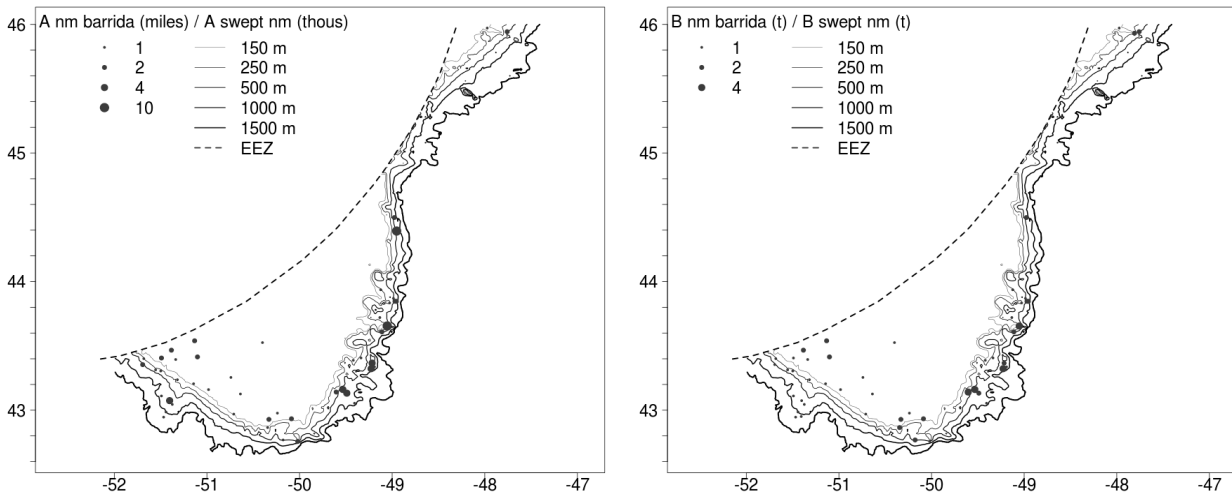 A nm barrida (miles) / A swept nm (thous)
1 150 m
2 250 m
4 500 m
10 1000 m
1500 m
EEZ
46
45
44
43
-52 -51 -50 -49 -48 -47
B nm barrida (t) / B swept nm (t)
1 150 m
2 250 m
4 500 m
1000 m
1500 m
EEZ
46
45
44
43
-52 -51 -50 -49 -48 -47